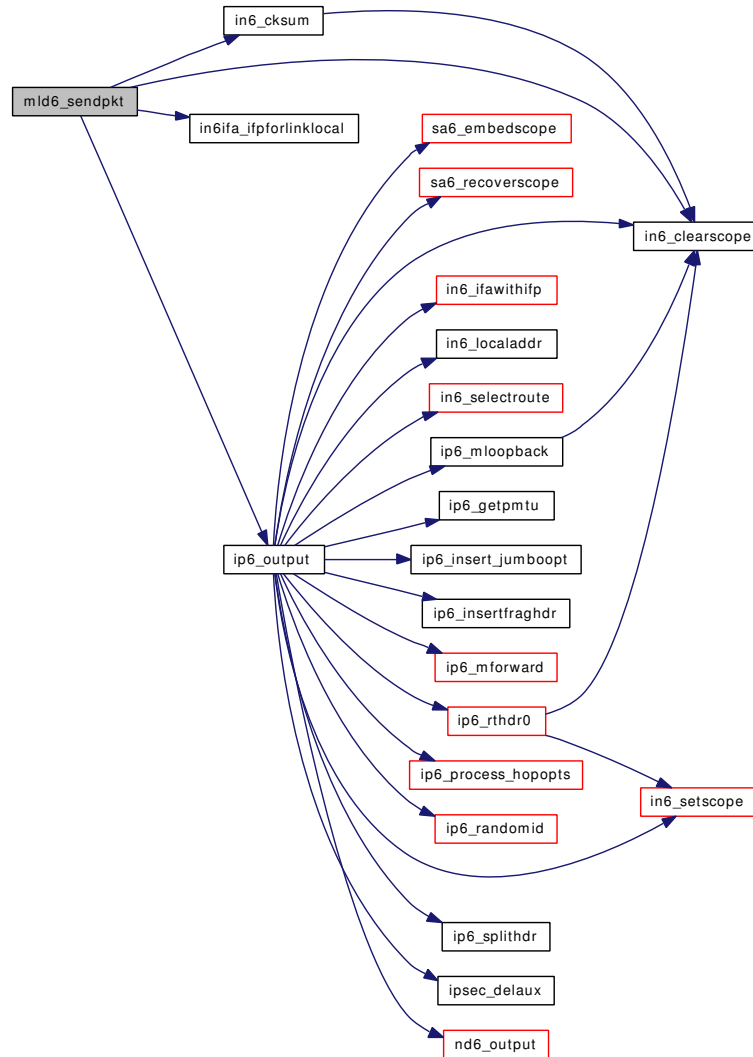 in6_cksum
mld6_sendpkt
in6ifa_ifpforlinklocal
sa6_embedscope
sa6_recoverscope
in6_clearscope
in6_ifawithifp
in6_localaddr
in6_selectroute
ip6_mloopback
ip6_getpmtu
ip6_output
ip6_insert_jumboopt
ip6_insertfraghdr
ip6_mforward
ip6_rthdr0
ip6_process_hopopts
in6_setscope
ip6_randomid
ip6_splithdr
ipsec_delaux
nd6_output